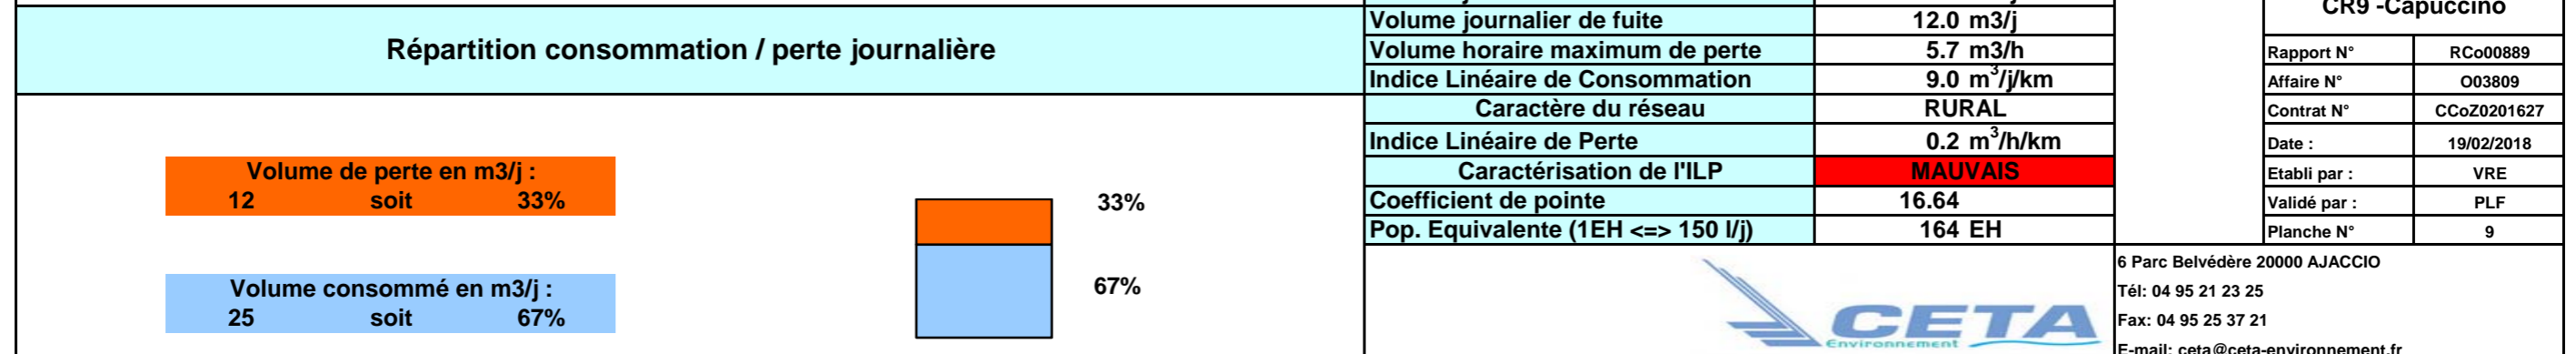 CR9 -Capuccino
Répartition consommation / perte journalière
Volume journalier de fuite 12.0 m3/j
Volume horaire maximum de perte 5.7 m3/h
Indice Linéaire de Consommation 9.0 m³/j/km
Caractère du réseau RURAL
Indice Linéaire de Perte 0.2 m³/h/km
Caractérisation de l'ILP MAUVAIS
Coefficient de pointe 16.64
Pop. Equivalente (1EH <=> 150 l/j) 164 EH
Rapport N° RCo00889
Affaire N° O03809
Contrat N° CCoZ0201627
Date : 19/02/2018
Etabli par : VRE
Validé par : PLF
Planche N° 9
Volume de perte en m3/j :
12 soit 33%
Volume consommé en m3/j :
25 soit 67%
33%
67%
CETA
Environnement
6 Parc Belvédère 20000 AJACCIO
Tél: 04 95 21 23 25
Fax: 04 95 25 37 21
E-mail: ceta@ceta-environnement.fr